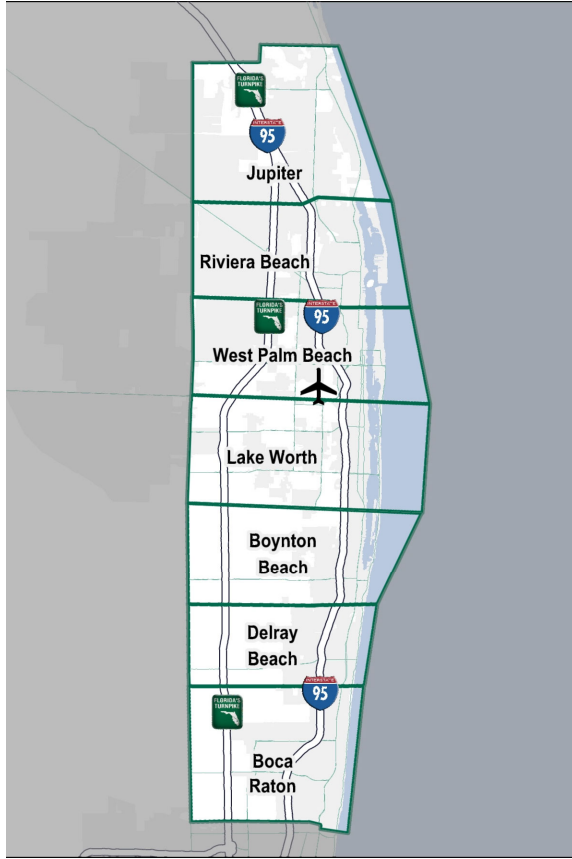 FLORIDA'S
TURNPIKE
INTERSTATE
95
Jupiter
Riviera Beach
FLORIDA'S
TURNPIKE
INTERSTATE
95
West Palm Beach
Lake Worth
Boynton
Beach
Delray
Beach
INTERSTATE
95
FLORIDA'S
TURNPIKE
Boca
Raton